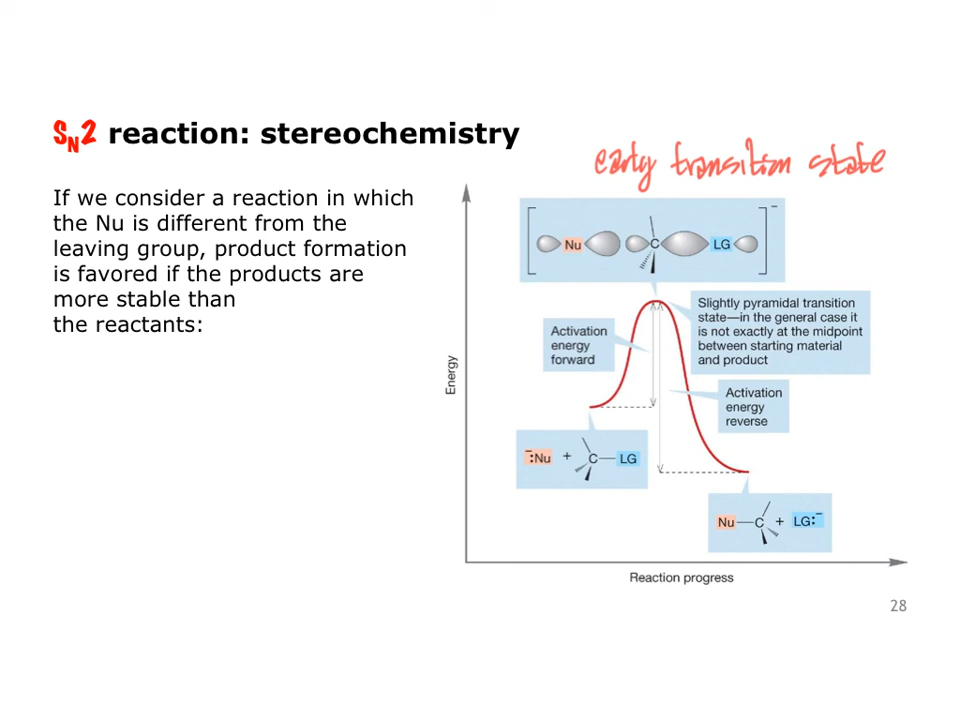 SN2 reaction: stereochemistry
early transition state
If we consider a reaction in which
the Nu is different from the
leaving group, product formation
is favored if the products are
more stable than
the reactants:
Nu C LG −
Slightly pyramidal transition
state—in the general case it
is not exactly at the midpoint
between starting material
and product
Activation
energy
forward
Energy
Activation
energy
reverse
−:Nu + C—LG
Nu—C + LG:−
Reaction progress
28